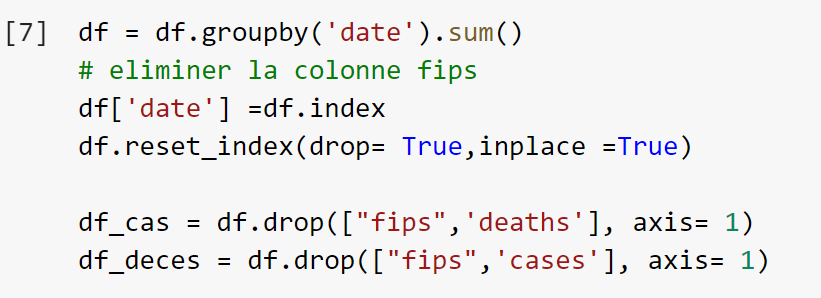 [7] df = df.groupby('date').sum()
# eliminer la colonne fips
df['date'] =df.index
df.reset_index(drop= True,inplace =True)
df_cas = df.drop(["fips",'deaths'], axis= 1)
df_deces = df.drop(["fips",'cases'], axis= 1)